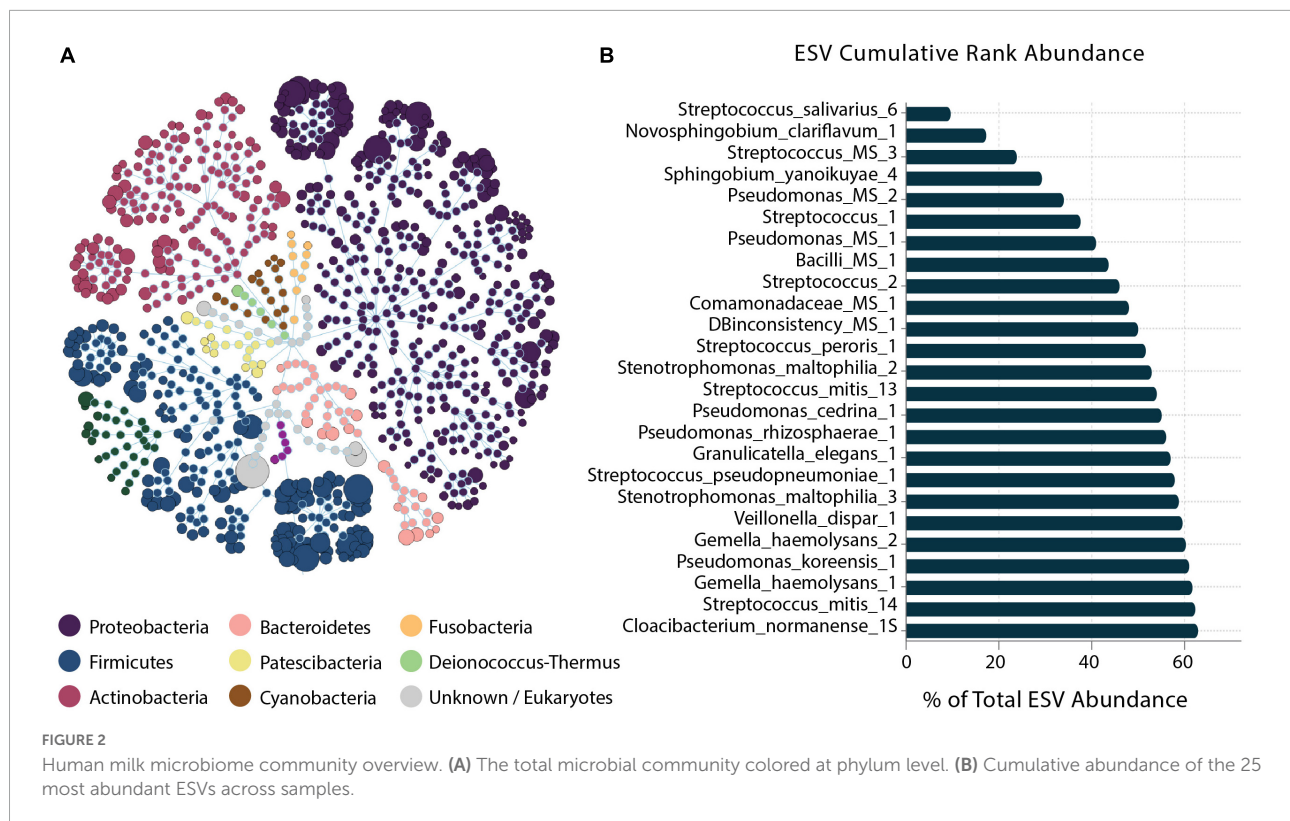 A
B
ESV Cumulative Rank Abundance
Streptococcus_salivarius_6
Novosphingobium_clariflavum_1
Streptococcus_MS_3
Sphingobium_yanoikuyae_4
Pseudomonas_MS_2
Streptococcus_1
Pseudomonas_MS_1
Bacilli_MS_1
Streptococcus_2
Comamonadaceae_MS_1
DBinconsistency_MS_1
Streptococcus_peroris_1
Stenotrophomonas_maltophilia_2
Streptococcus_mitis_13
Pseudomonas_cedrina_1
Pseudomonas_rhizosphaerae_1
Granulicatella_elegans_1
Streptococcus_pseudopneumoniae_1
Stenotrophomonas_maltophilia_3
Veillonella_dispar_1
Gemella_haemolysans_2
Pseudomonas_koreensis_1
Gemella_haemolysans_1
Streptococcus_mitis_14
Cloacibacterium_normanense_1S
0 20 40 60
% of Total ESV Abundance
Proteobacteria Bacteroidetes Fusobacteria
Firmicutes Patescibacteria Deionococcus-Thermus
Actinobacteria Cyanobacteria Unknown / Eukaryotes
FIGURE 2
Human milk microbiome community overview. (A) The total microbial community colored at phylum level. (B) Cumulative abundance of the 25
most abundant ESVs across samples.